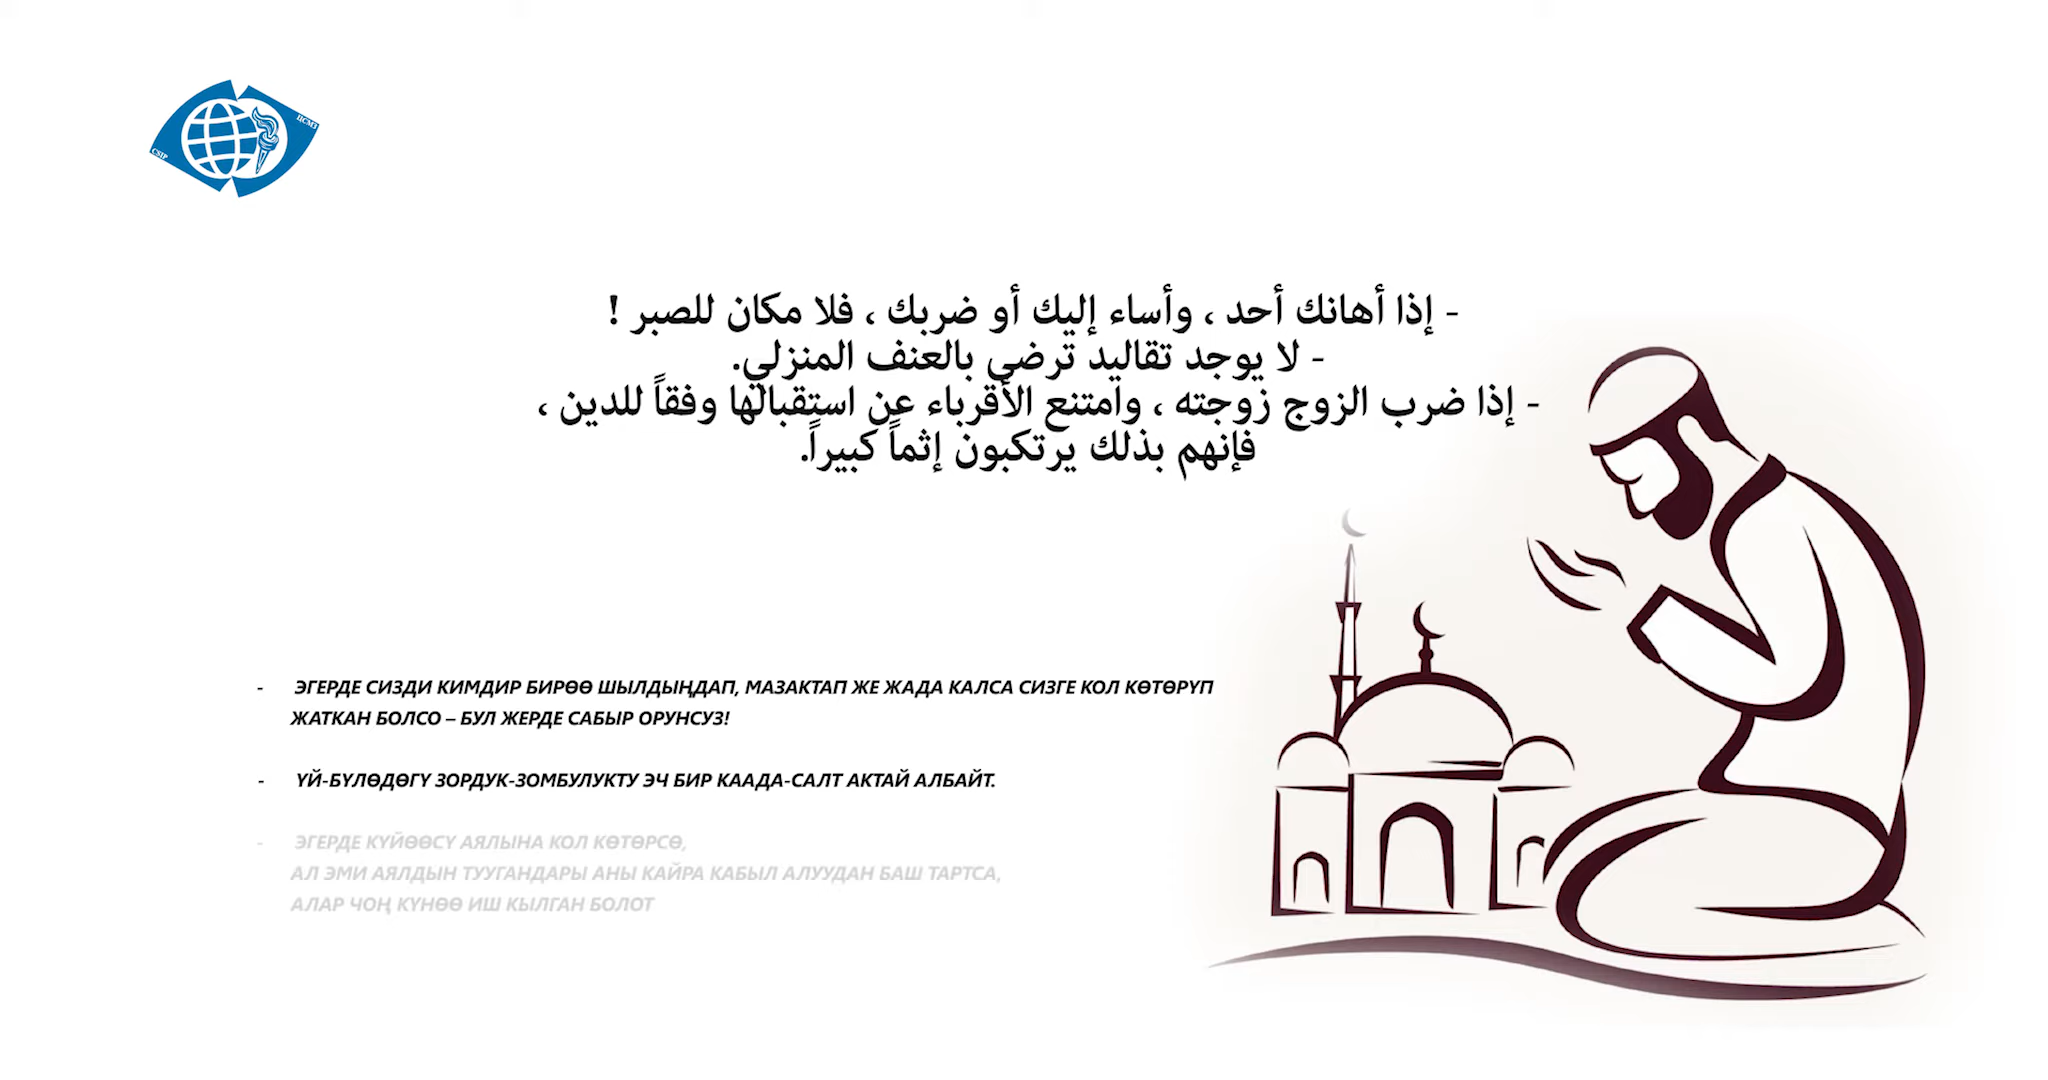 ЦСМЗ
CSIP
- إذا أهانك أحد ، وأساء إليك أو ضربك ، فلا مكان للصبر !
- لا يوجد تقاليد ترضى بالعنف المنزلي.
- إذا ضرب الزوج زوجته ، وامتنع الأقرباء عن استقبالها وفقاً للدين ،
فإنهم بذلك يرتكبون إثماً كبيراً.
- ЭГЕРДЕ СИЗДИ КИМДИР БИРӨӨ ШЫЛДЫҢДАП, МАЗАКТАП ЖЕ ЖАДА КАЛСА СИЗГЕ КОЛ КӨТӨРҮП
ЖАТКАН БОЛСО – БУЛ ЖЕРДЕ САБЫР ОРУНСУЗ!
- ҮЙ-БҮЛӨДӨГҮ ЗОРДУК-ЗОМБУЛУКТУ ЭЧ БИР КААДА-САЛТ АКТАЙ АЛБАЙТ.
- ЭГЕРДЕ КҮЙӨӨСҮ АЯЛЫНА КОЛ КӨТӨРСӨ,
АЛ ЭМИ АЯЛДЫН ТУУГАНДАРЫ АНЫ КАЙРА КАБЫЛ АЛУУДАН БАШ ТАРТСА,
АЛАР ЧОҢ КҮНӨӨ ИШ КЫЛГАН БОЛОТ